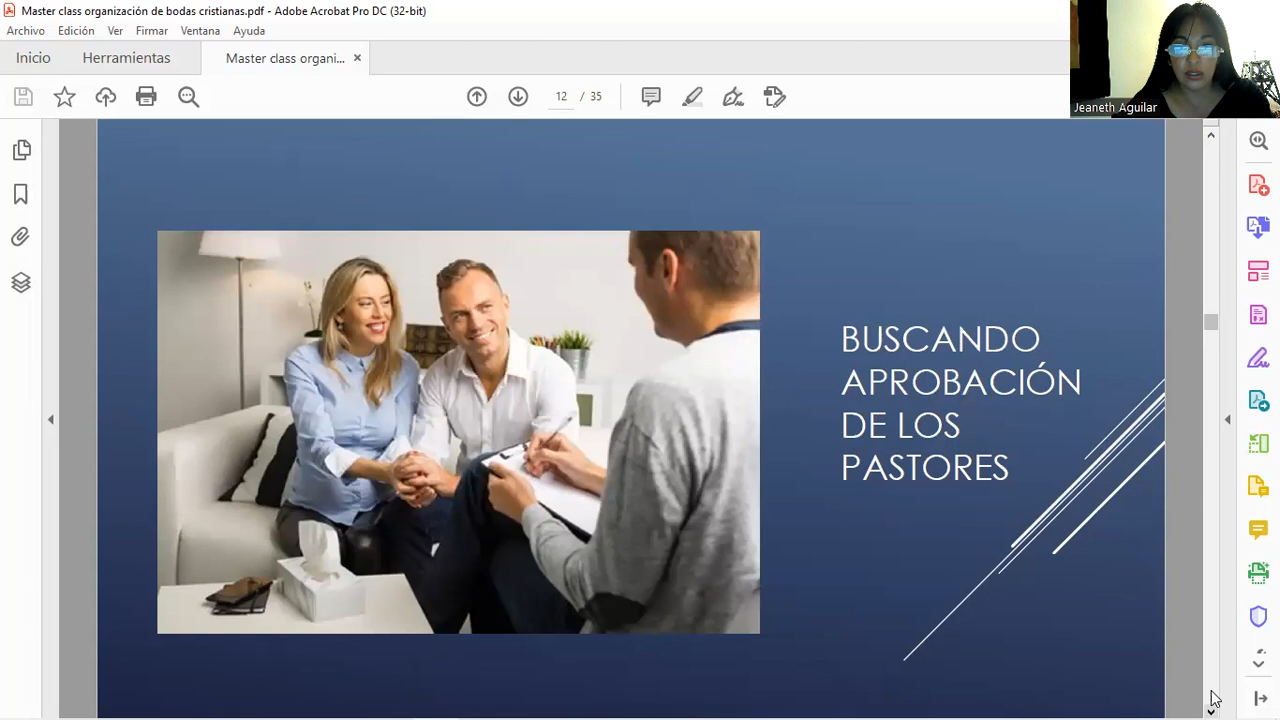 Master class organización de bodas cristianas.pdf - Adobe Acrobat Pro DC (32-bit)
Archivo Edición Ver Firmar Ventana Ayuda
Inicio Herramientas Master class organi... ×
12 / 35
Jeaneth Aguilar
BUSCANDO
APROBACIÓN
DE LOS
PASTORES